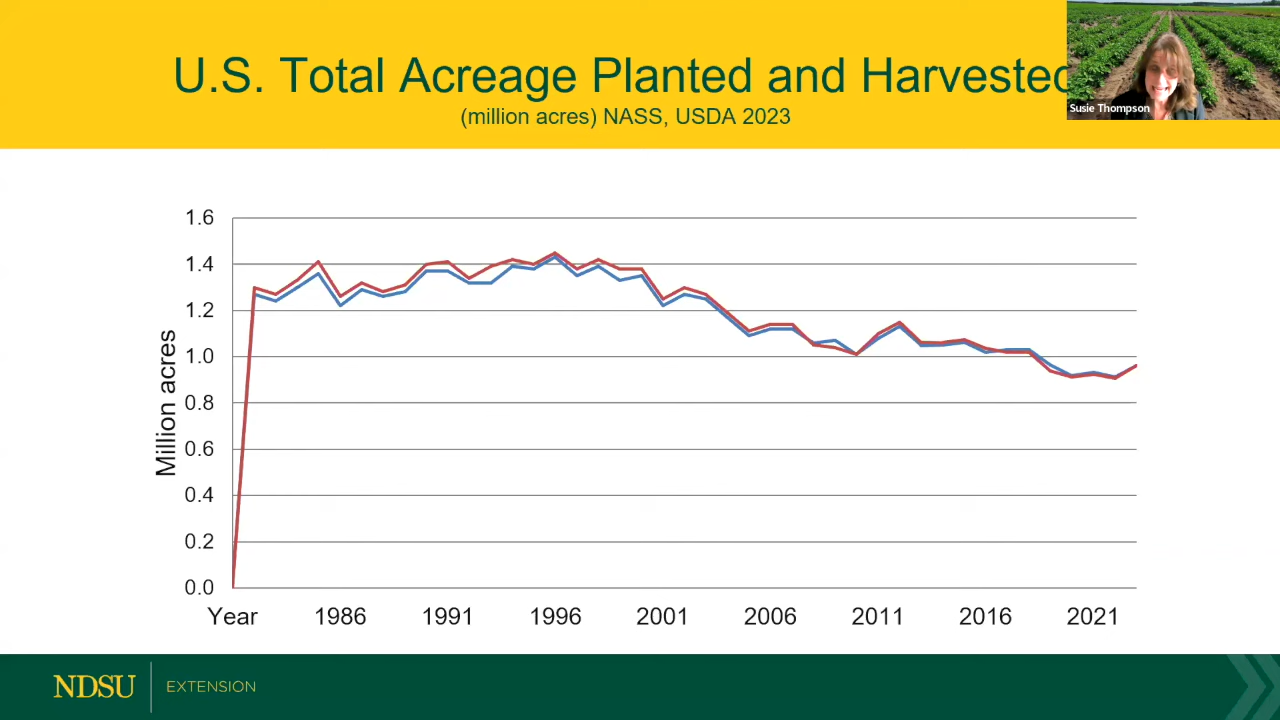 U.S. Total Acreage Planted and Harvested
(million acres) NASS, USDA 2023
Susie Thompson
Million acres
1.6
1.4
1.2
1.0
0.8
0.6
0.4
0.2
0.0
Year 1986 1991 1996 2001 2006 2011 2016 2021
NDSU EXTENSION